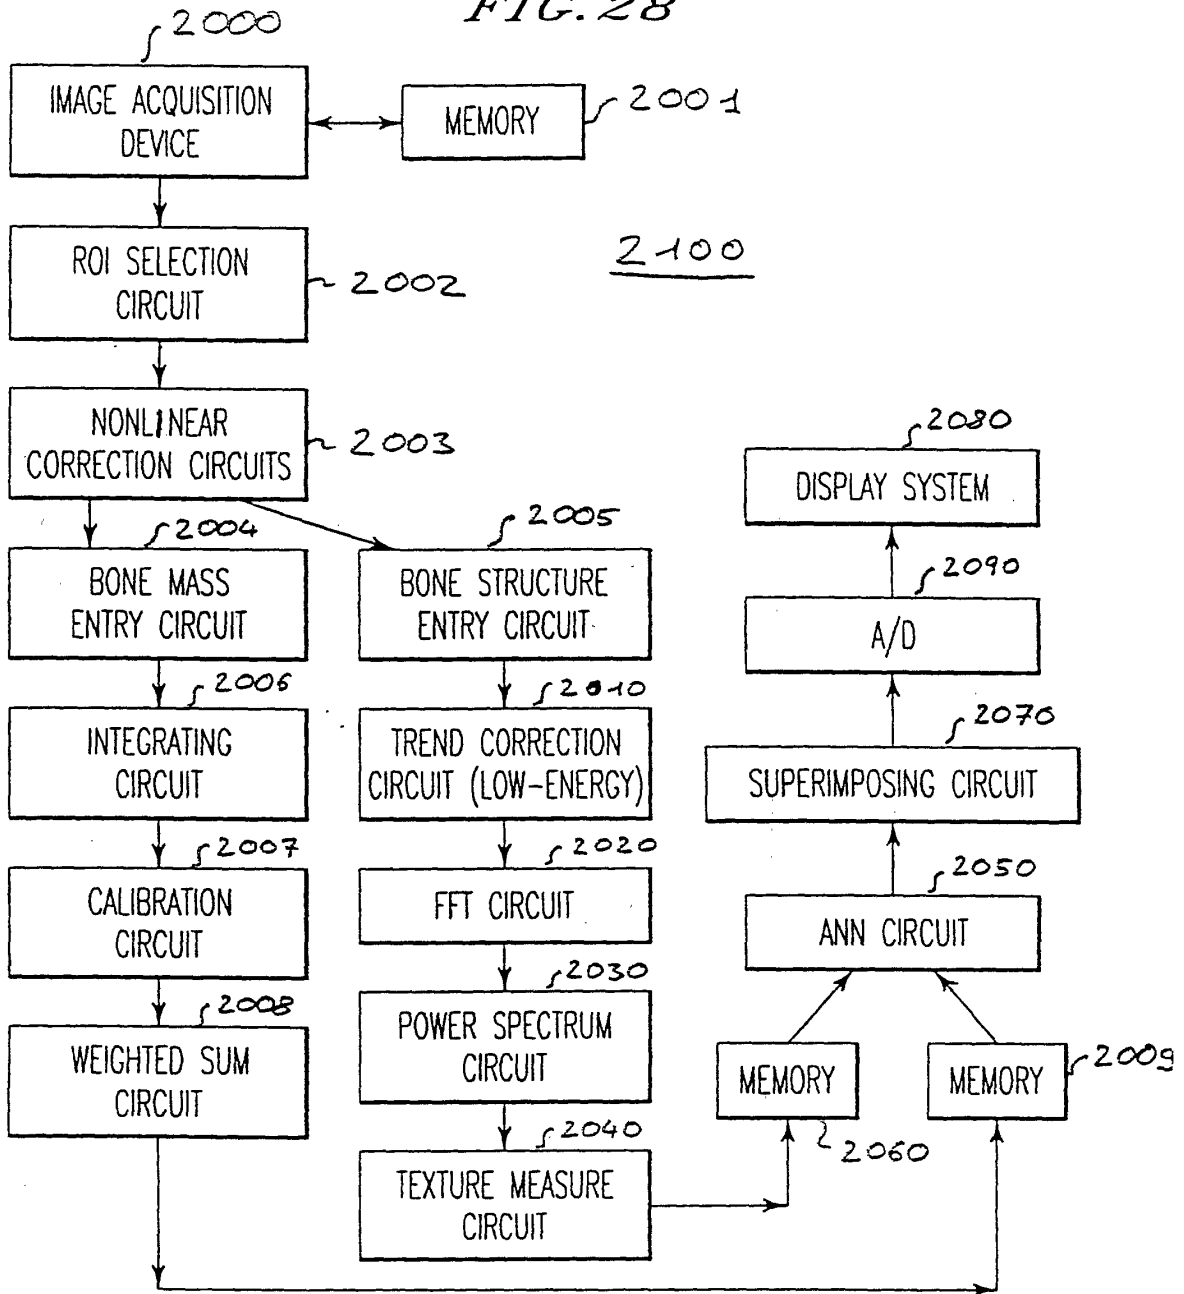 FIG. 28
2000
IMAGE ACQUISITION
DEVICE
MEMORY
2001
ROI SELECTION
CIRCUIT
2002
2100
NONLINEAR
CORRECTION CIRCUITS
2003
2004
BONE MASS
ENTRY CIRCUIT
2005
BONE STRUCTURE
ENTRY CIRCUIT
2006
INTEGRATING
CIRCUIT
2010
TREND CORRECTION
CIRCUIT (LOW-ENERGY)
2007
CALIBRATION
CIRCUIT
2020
FFT CIRCUIT
2008
WEIGHTED SUM
CIRCUIT
2030
POWER SPECTRUM
CIRCUIT
2040
TEXTURE MEASURE
CIRCUIT
2080
DISPLAY SYSTEM
2090
A/D
2070
SUPERIMPOSING CIRCUIT
2050
ANN CIRCUIT
MEMORY
2060
MEMORY
2009